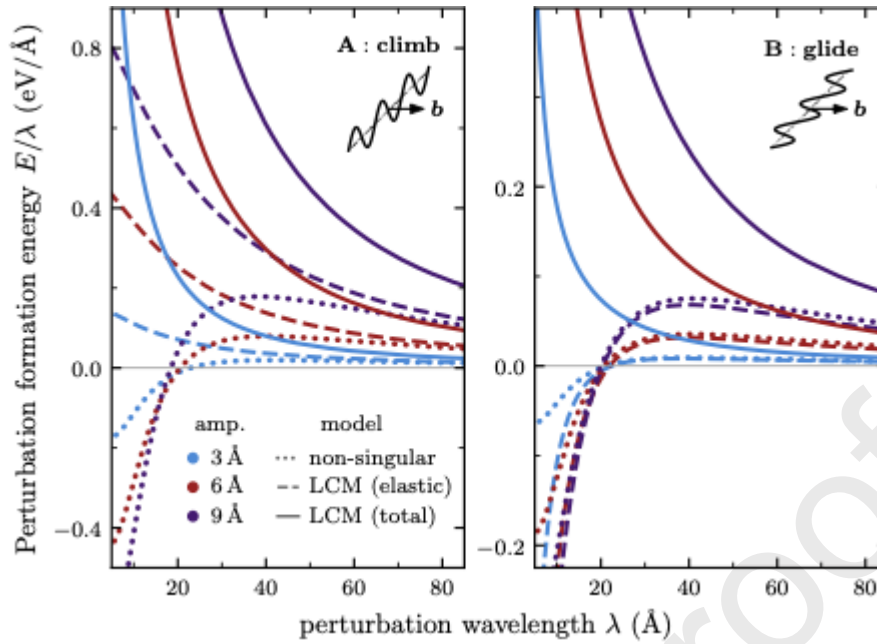 Perturbation formation energy E/λ (eV/Å)
0.8
0.4
0.0
−0.4
A : climb
b
amp.
model
3 Å
non-singular
6 Å
LCM (elastic)
9 Å
LCM (total)
20
40
60
80
B : glide
b
0.2
0.0
−0.2
20
40
60
80
perturbation wavelength λ (Å)
proof